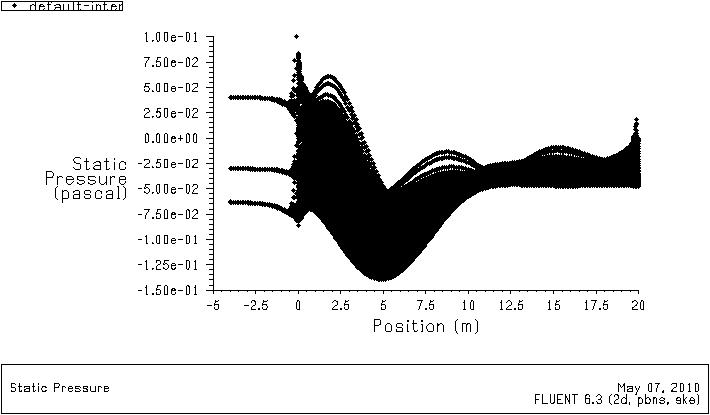 default-inter
1.00e-01
7.50e-02
5.00e-02
2.50e-02
0.00e+00
-2.50e-02
-5.00e-02
-7.50e-02
-1.00e-01
-1.25e-01
-1.50e-01
Static
Pressure
(pascal)
-5 -2.5 0 2.5 5 7.5 10 12.5 15 17.5 20
Position (m)
Static Pressure
May 07, 2010
FLUENT 6.3 (2d, pbns, ske)